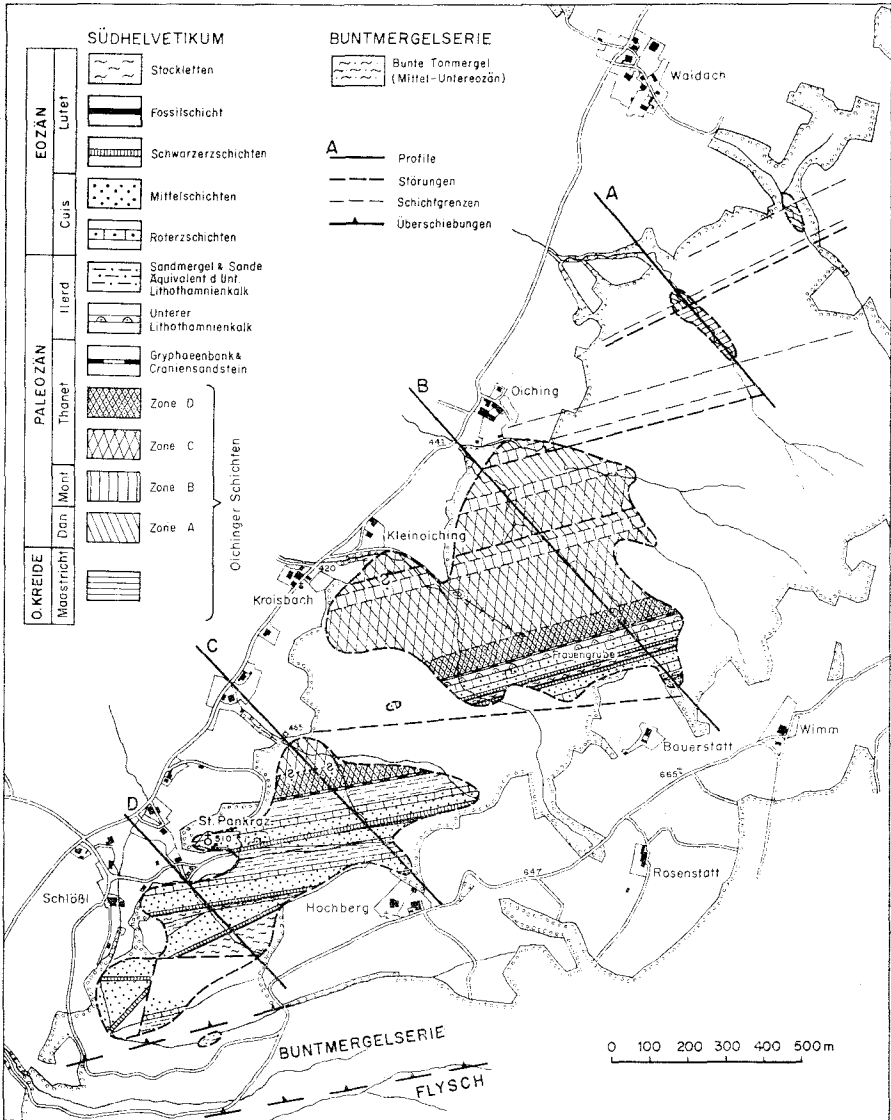 SÜDHELVETIKUM
BUNTMERGELSERIE
EOZÄN
Lutet
Cuis
PALEOZÄN
Ilerd
Thanet
Mont
Dan
O. KREIDE
Maastricht
Stockletten
Fossilschicht
Schwarzerzschichten
Mittelschichten
Roterzschichten
Sandmergel & Sande
Äquivalent d. Unt.
Lithothamnienkalk
Unterer
Lithothamnienkalk
Gryphaeenbank &
Craniensandstein
Zone D
Zone C
Zone B
Zone A
Oichinger Schichten
Bunte Tonmergel
(Mittel-Untereozän)
A
Profile
Störungen
Schichtgrenzen
Überschiebungen
Waidach
A
B
Oiching
441
Kleinoiching
420
Kroisbach
?
C
Frauengrube
465
? ?
Bauerstatt
Wimm
665
D
St. Pankraz
510
Schlößl
Hochberg
647
Rosenstatt
BUNTMERGELSERIE
FLYSCH
0 100 200 300 400 500 m